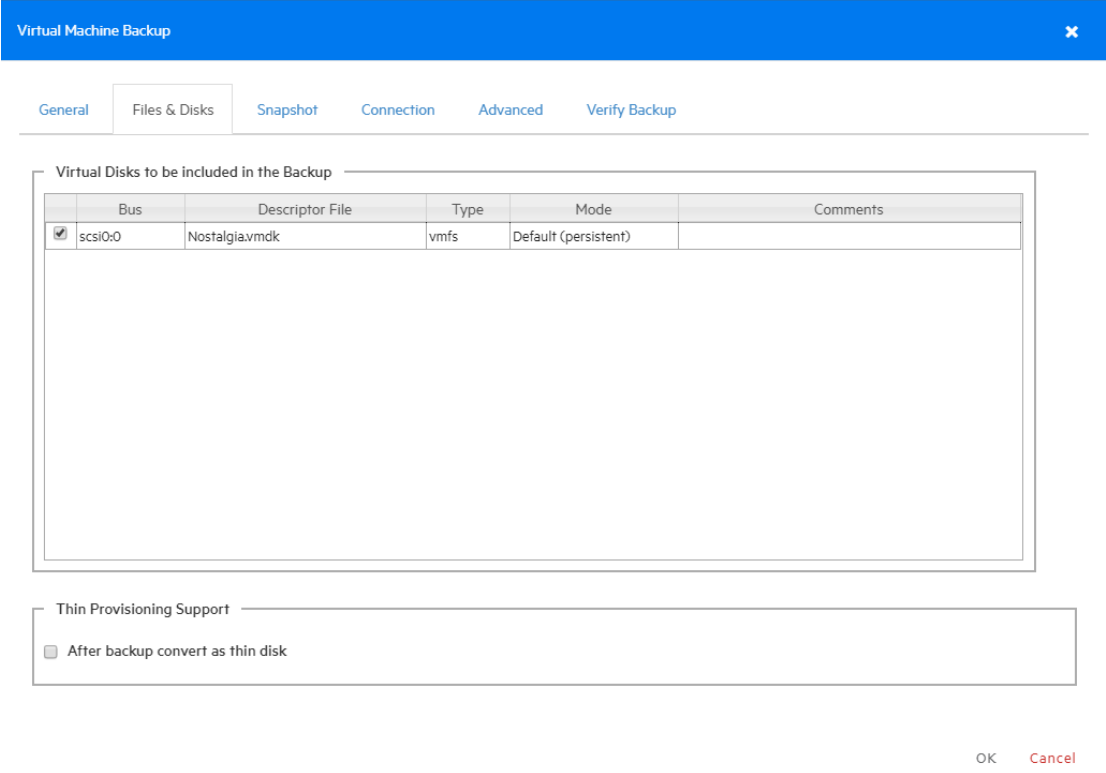 Virtual Machine Backup
General Files & Disks Snapshot Connection Advanced Verify Backup
Virtual Disks to be included in the Backup
Bus Descriptor File Type Mode Comments
scsi0:0 Nostalgia.vmdk vmfs Default (persistent)
Thin Provisioning Support
After backup convert as thin disk
OK Cancel